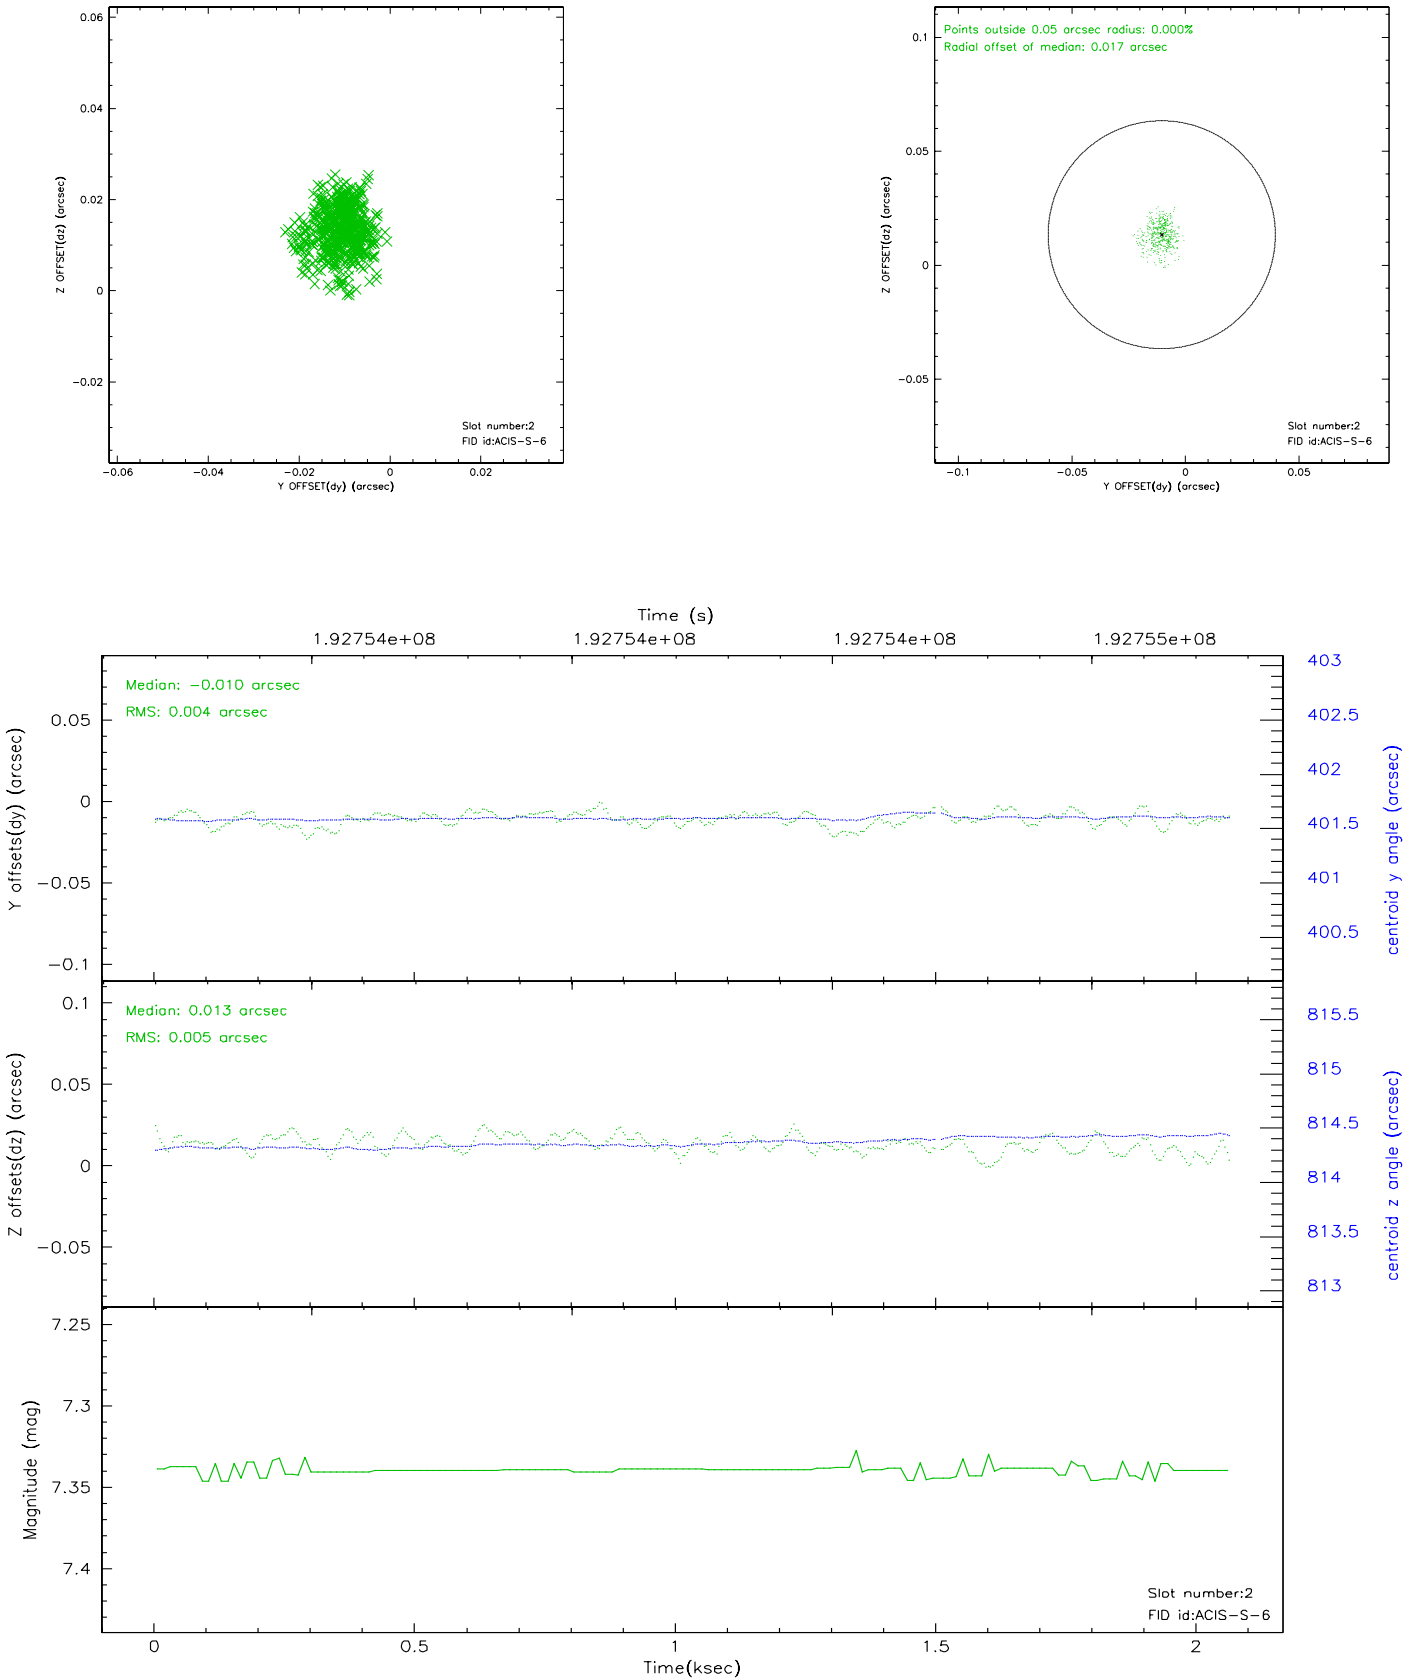 0.06
0.04
0.02
0
−0.02
Z OFFSET(dz) (arcsec)
Slot number:2
FID id:ACIS−S−6
−0.06
−0.04
−0.02
0
0.02
Y OFFSET(dy) (arcsec)
Points outside 0.05 arcsec radius: 0.000%
Radial offset of median: 0.017 arcsec
0.1
0.05
0
−0.05
Z OFFSET(dz) (arcsec)
Slot number:2
FID id:ACIS−S−6
−0.1
−0.05
0
0.05
Y OFFSET(dy) (arcsec)
Time (s)
1.92754e+08
1.92754e+08
1.92754e+08
1.92755e+08
Median: −0.010 arcsec
RMS: 0.004 arcsec
0.05
0
−0.05
−0.1
Y offsets(dy) (arcsec)
403
402.5
402
401.5
401
400.5
centroid y angle (arcsec)
Median: 0.013 arcsec
RMS: 0.005 arcsec
0.1
0.05
0
−0.05
Z offsets(dz) (arcsec)
815.5
815
814.5
814
813.5
813
centroid z angle (arcsec)
7.25
7.3
7.35
7.4
Magnitude (mag)
Slot number:2
FID id:ACIS−S−6
0
0.5
1
1.5
2
Time(ksec)